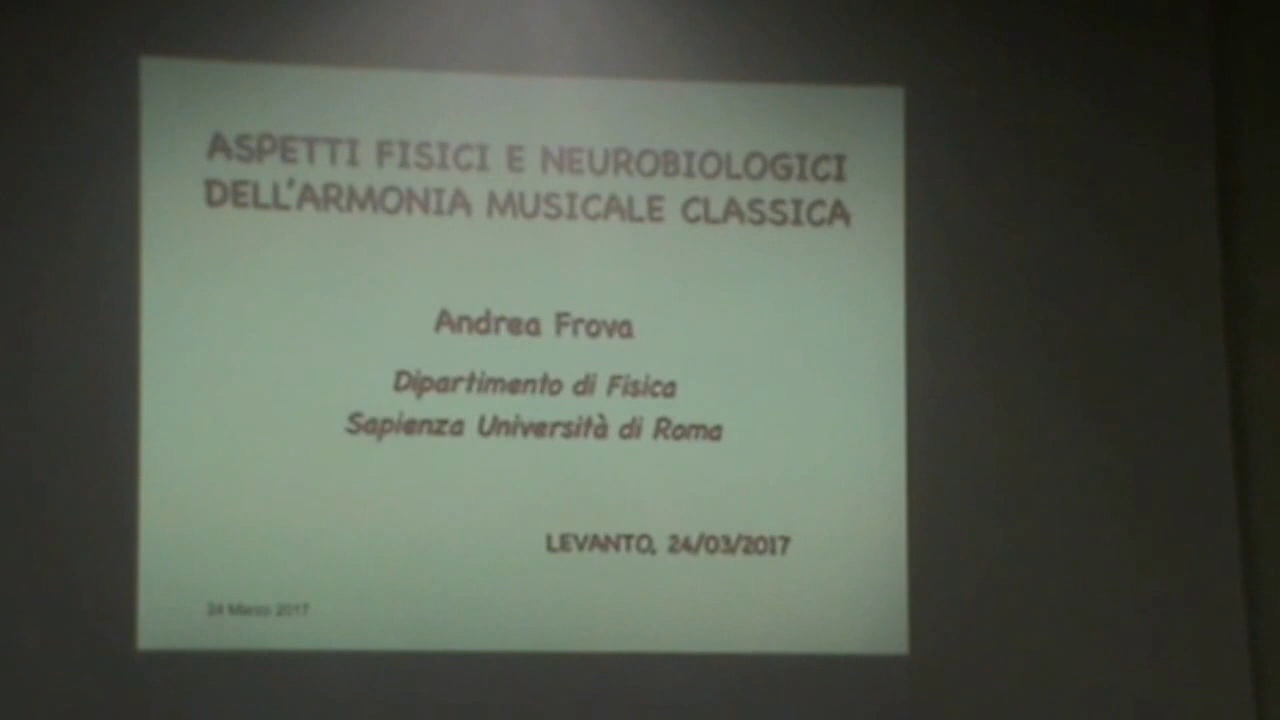 ASPETTI FISICI E NEUROBIOLOGICI
DELL'ARMONIA MUSICALE CLASSICA
Andrea Frova
Dipartimento di Fisica
Sapienza Università di Roma
LEVANTO, 24/03/2017
24 Marzo 2017